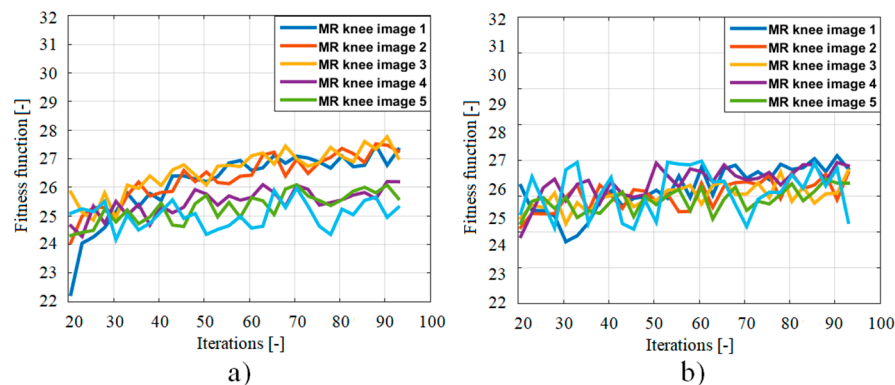 32
31
30
29
28
27
26
25
24
23
22
Fitness function [-]
20 30 40 50 60 70 80 90 100
Iterations [-]
MR knee image 1
MR knee image 2
MR knee image 3
MR knee image 4
MR knee image 5
a)
32
31
30
29
28
27
26
25
24
23
22
Fitness function [-]
20 30 40 50 60 70 80 90 100
Iterations [-]
MR knee image 1
MR knee image 2
MR knee image 3
MR knee image 4
MR knee image 5
b)